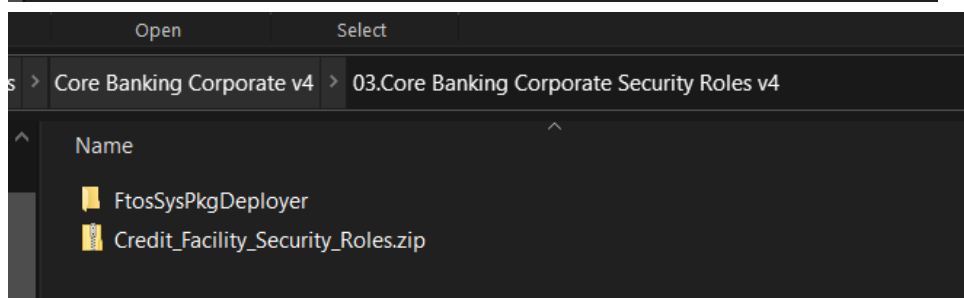 Open Select
s > Core Banking Corporate v4 > 03.Core Banking Corporate Security Roles v4
Name
FtosSysPkgDeployer
Credit_Facility_Security_Roles.zip